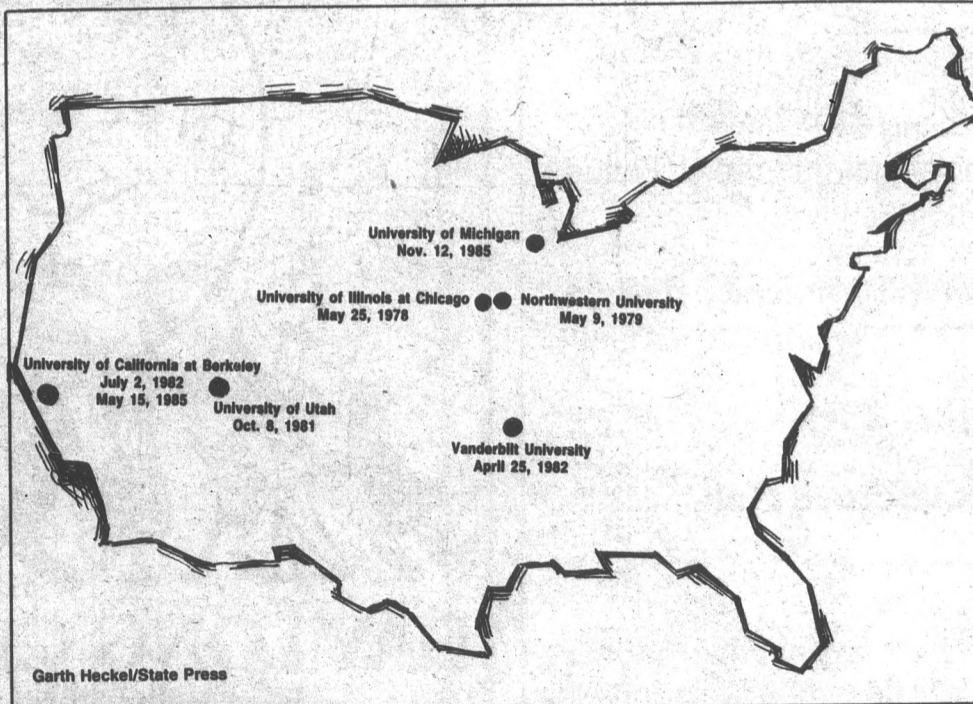 University of Michigan
Nov. 12, 1985
University of Illinois at Chicago
May 25, 1978
Northwestern University
May 9, 1979
University of California at Berkeley
July 2, 1982
May 15, 1985
University of Utah
Oct. 8, 1981
Vanderbilt University
April 25, 1982
Garth Heckel/State Press